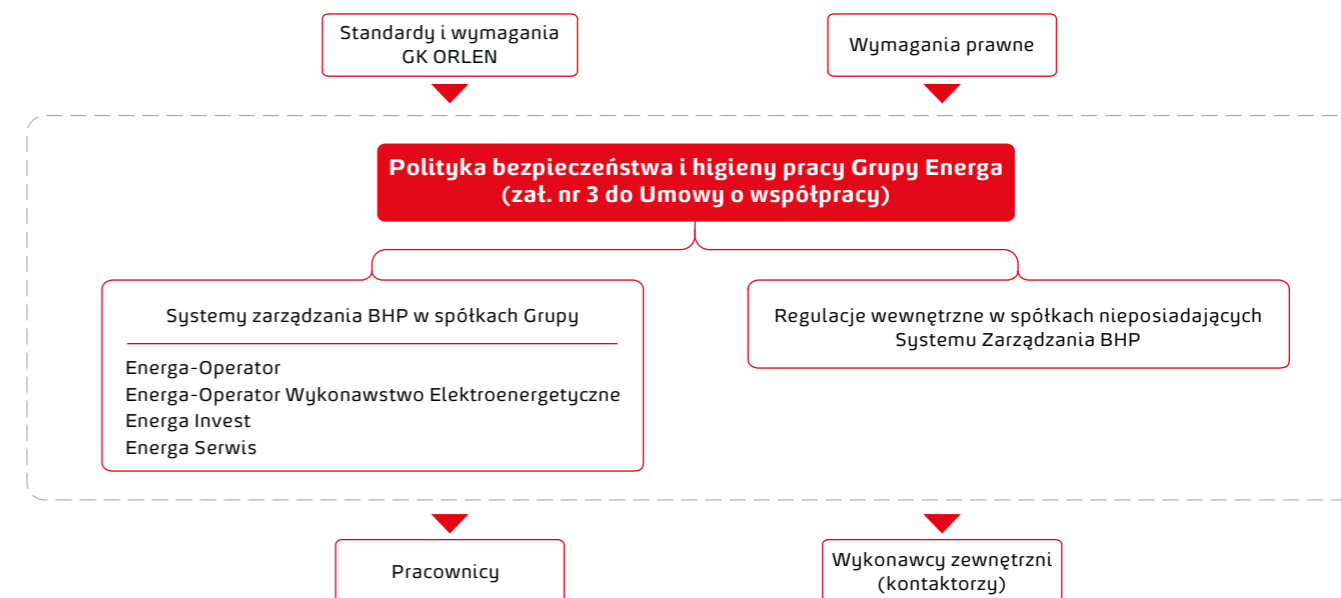 Standardy i wymagania
GK ORLEN
Wymagania prawne
Polityka bezpieczeństwa i higieny pracy Grupy Energa
(zał. nr 3 do Umowy o współpracy)
Systemy zarządzania BHP w spółkach Grupy
Energa-Operator
Energa-Operator Wykonawstwo Elektroenergetyczne
Energa Invest
Energa Serwis
Regulacje wewnętrzne w spółkach nieposiadających
Systemu Zarządzania BHP
Pracownicy
Wykonawcy zewnętrzni
(kontaktorzy)